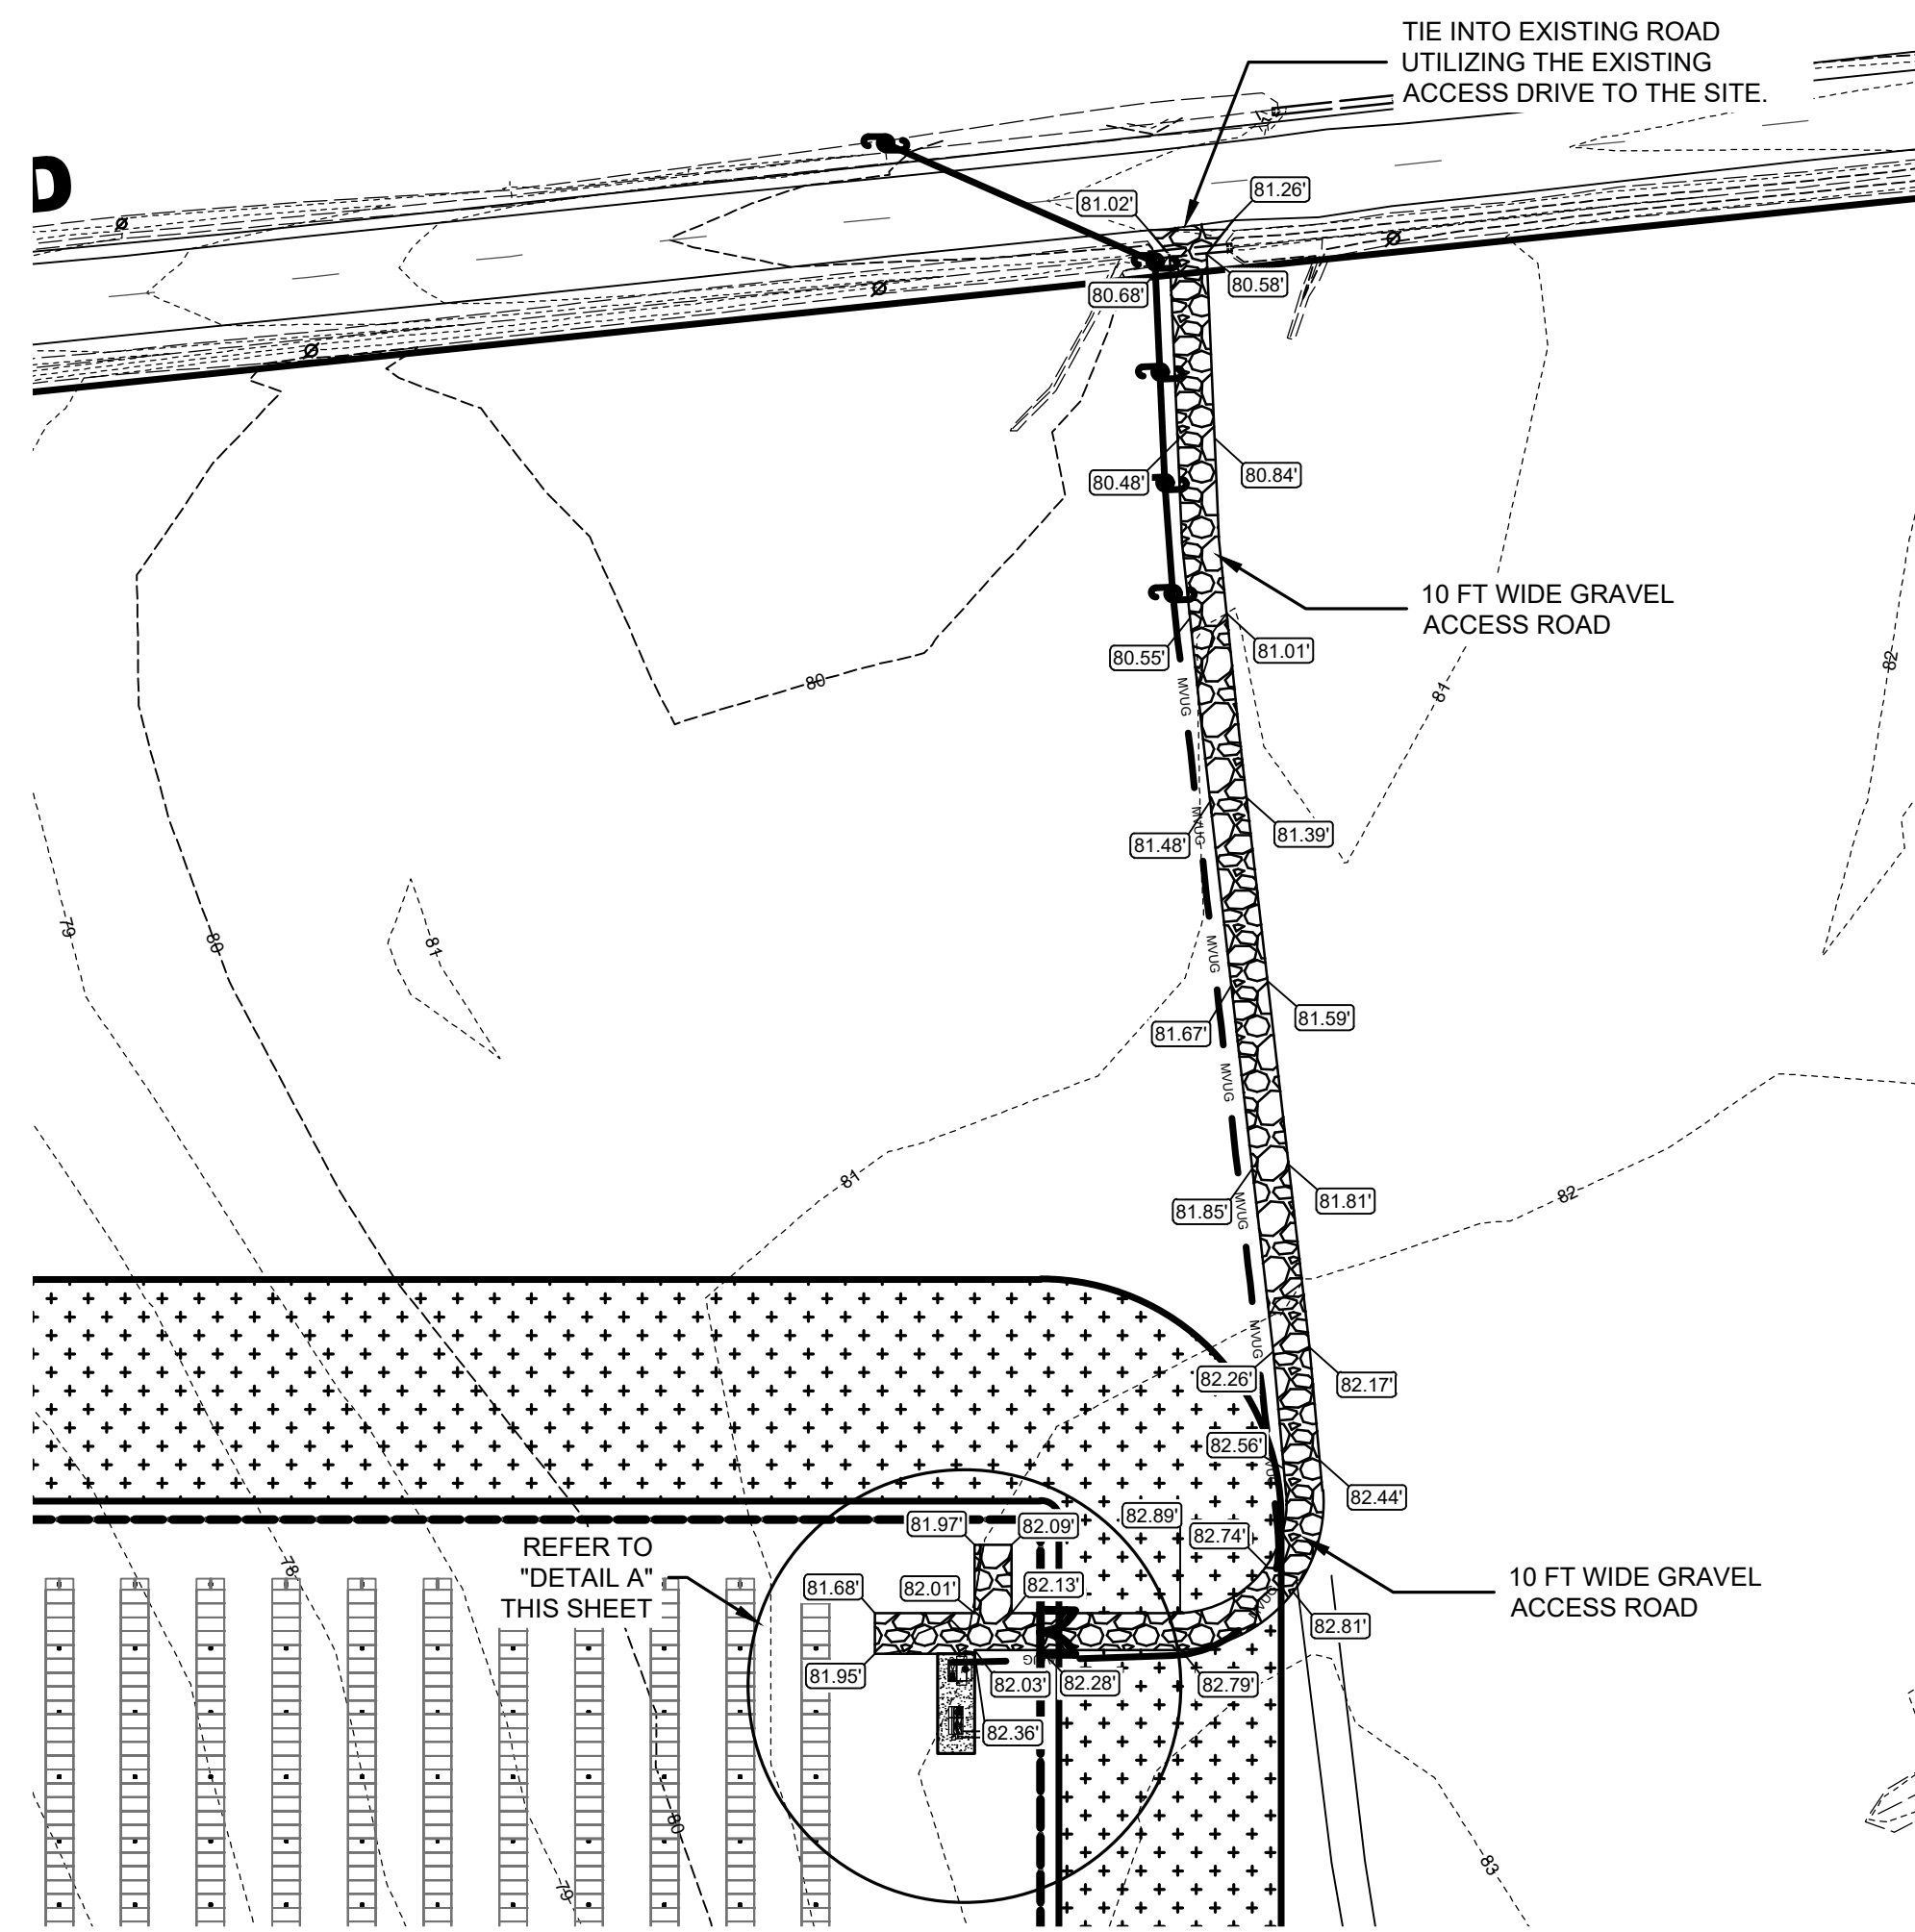 TIE INTO EXISTING ROAD
UTILIZING THE EXISTING
ACCESS DRIVE TO THE SITE.
D
81.02'
81.26'
80.68'
80.58'
80.48'
80.84'
10 FT WIDE GRAVEL
ACCESS ROAD
80.55'
81.01'
82
80
81
MVUG
MVUG
81.48'
81.39'
79
80
81
MVUG
81.67'
81.59'
MVUG
81
82
81.85'
81.81'
MVUG
MVUG
82.26'
82.17'
82.56'
82.44'
81.97'
82.09'
82.89'
82.74'
REFER TO
"DETAIL A"
THIS SHEET
78
81.68'
82.01'
82.13'
10 FT WIDE GRAVEL
ACCESS ROAD
MVUG
82.81'
81.95'
82.03'
82.28'
82.79'
82.36'
80
79
83